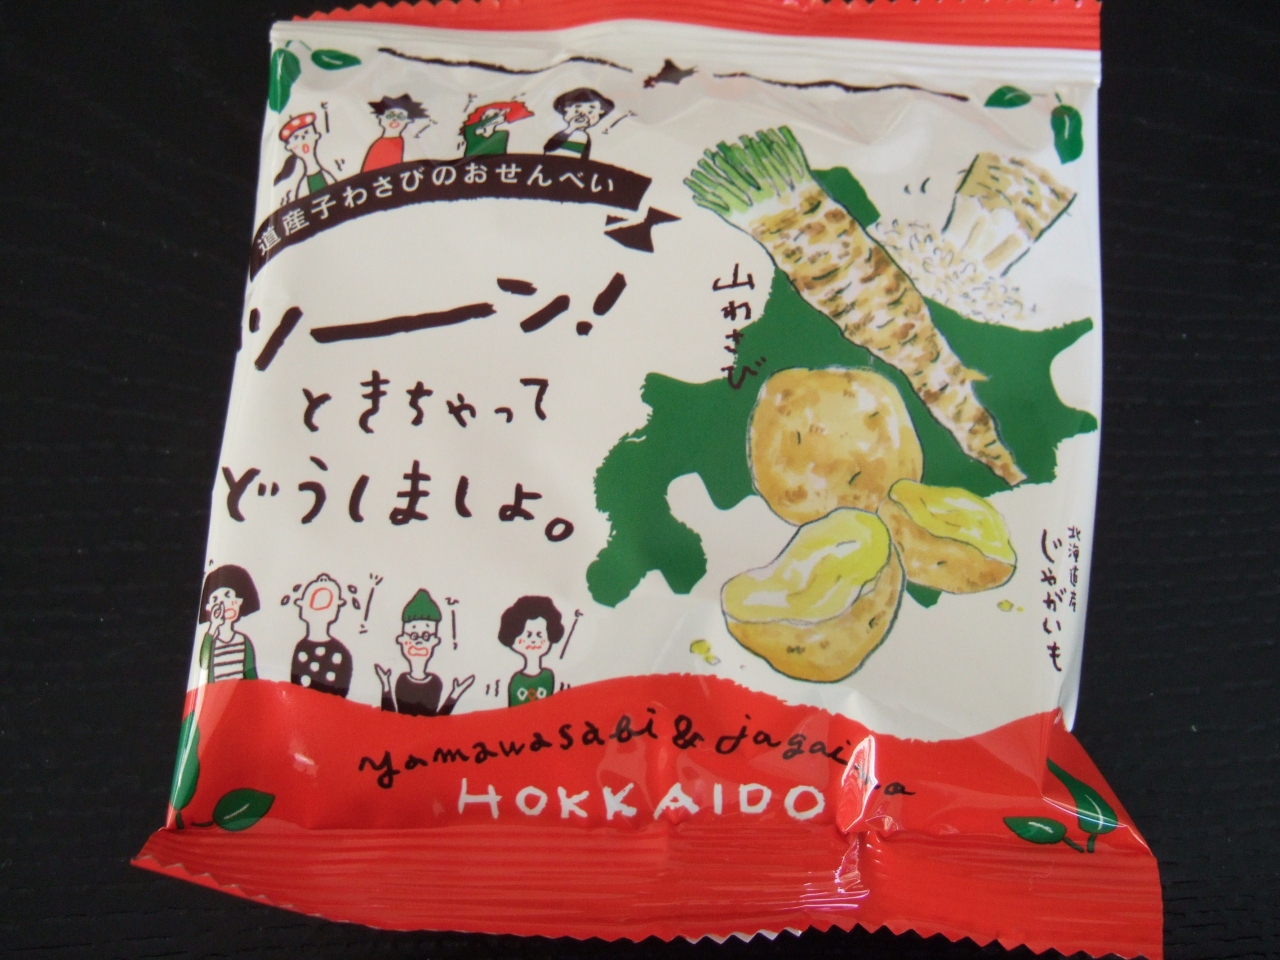 道産子わさびのおせんべい
ツーン!
ときちゃって
どうしましょ。
山わさび
北海道産
じゃがいも
yamawasabi &
HOKKAIDO